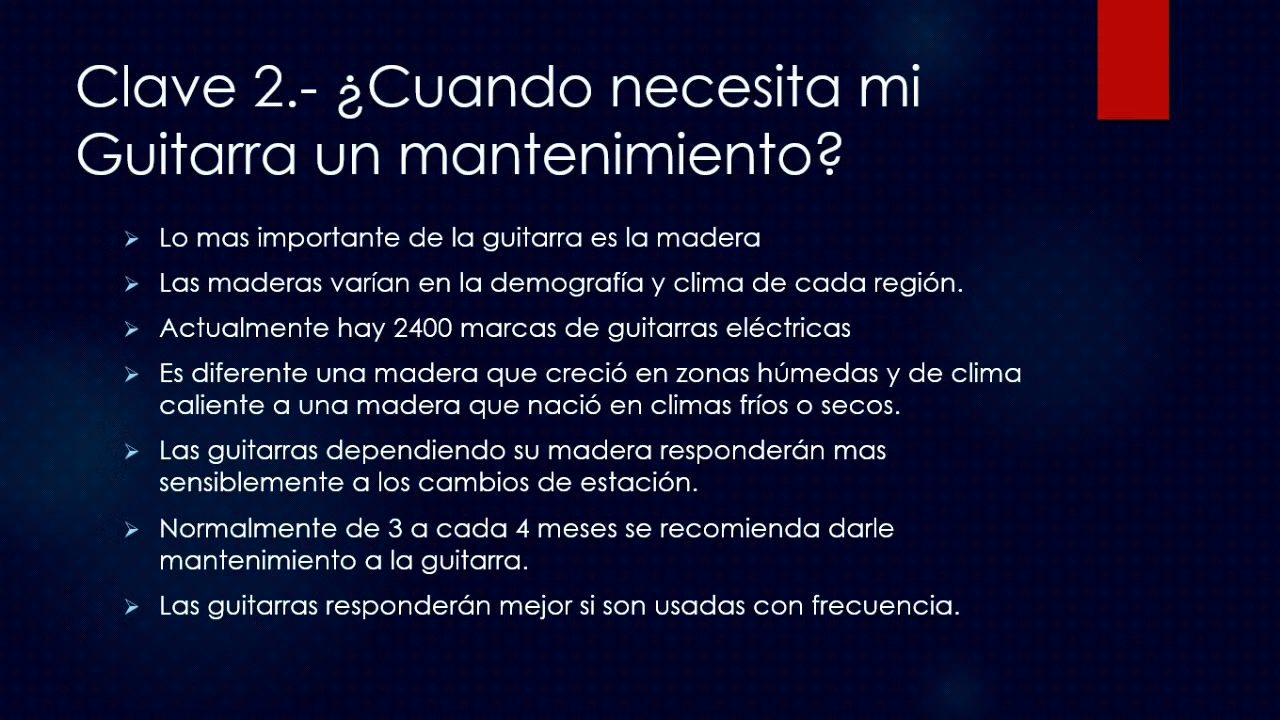 Clave 2.- ¿Cuando necesita mi
Guitarra un mantenimiento?
Lo mas importante de la guitarra es la madera
Las maderas varían en la demografía y clima de cada región.
Actualmente hay 2400 marcas de guitarras eléctricas
Es diferente una madera que creció en zonas húmedas y de clima
caliente a una madera que nació en climas fríos o secos.
Las guitarras dependiendo su madera responderán mas
sensiblemente a los cambios de estación.
Normalmente de 3 a cada 4 meses se recomienda darle
mantenimiento a la guitarra.
Las guitarras responderán mejor si son usadas con frecuencia.